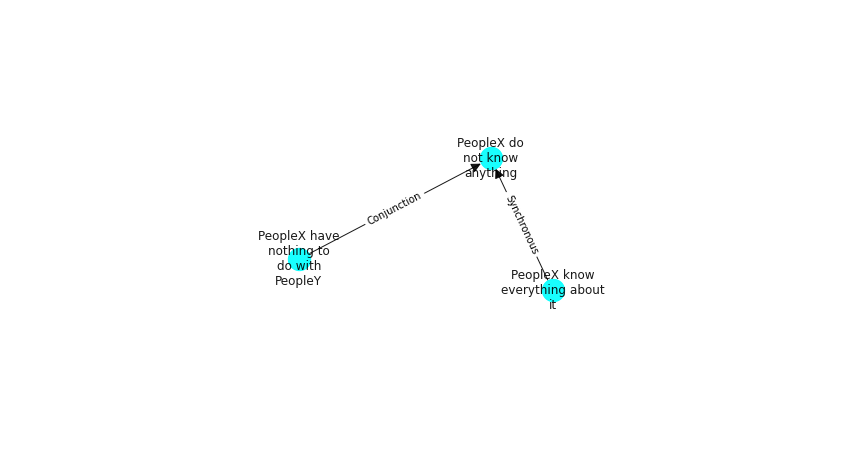 PeopleX do
not know
anything
Conjunction
Synchronous
PeopleX have
nothing to
do with
PeopleY
PeopleX know
everything about
it